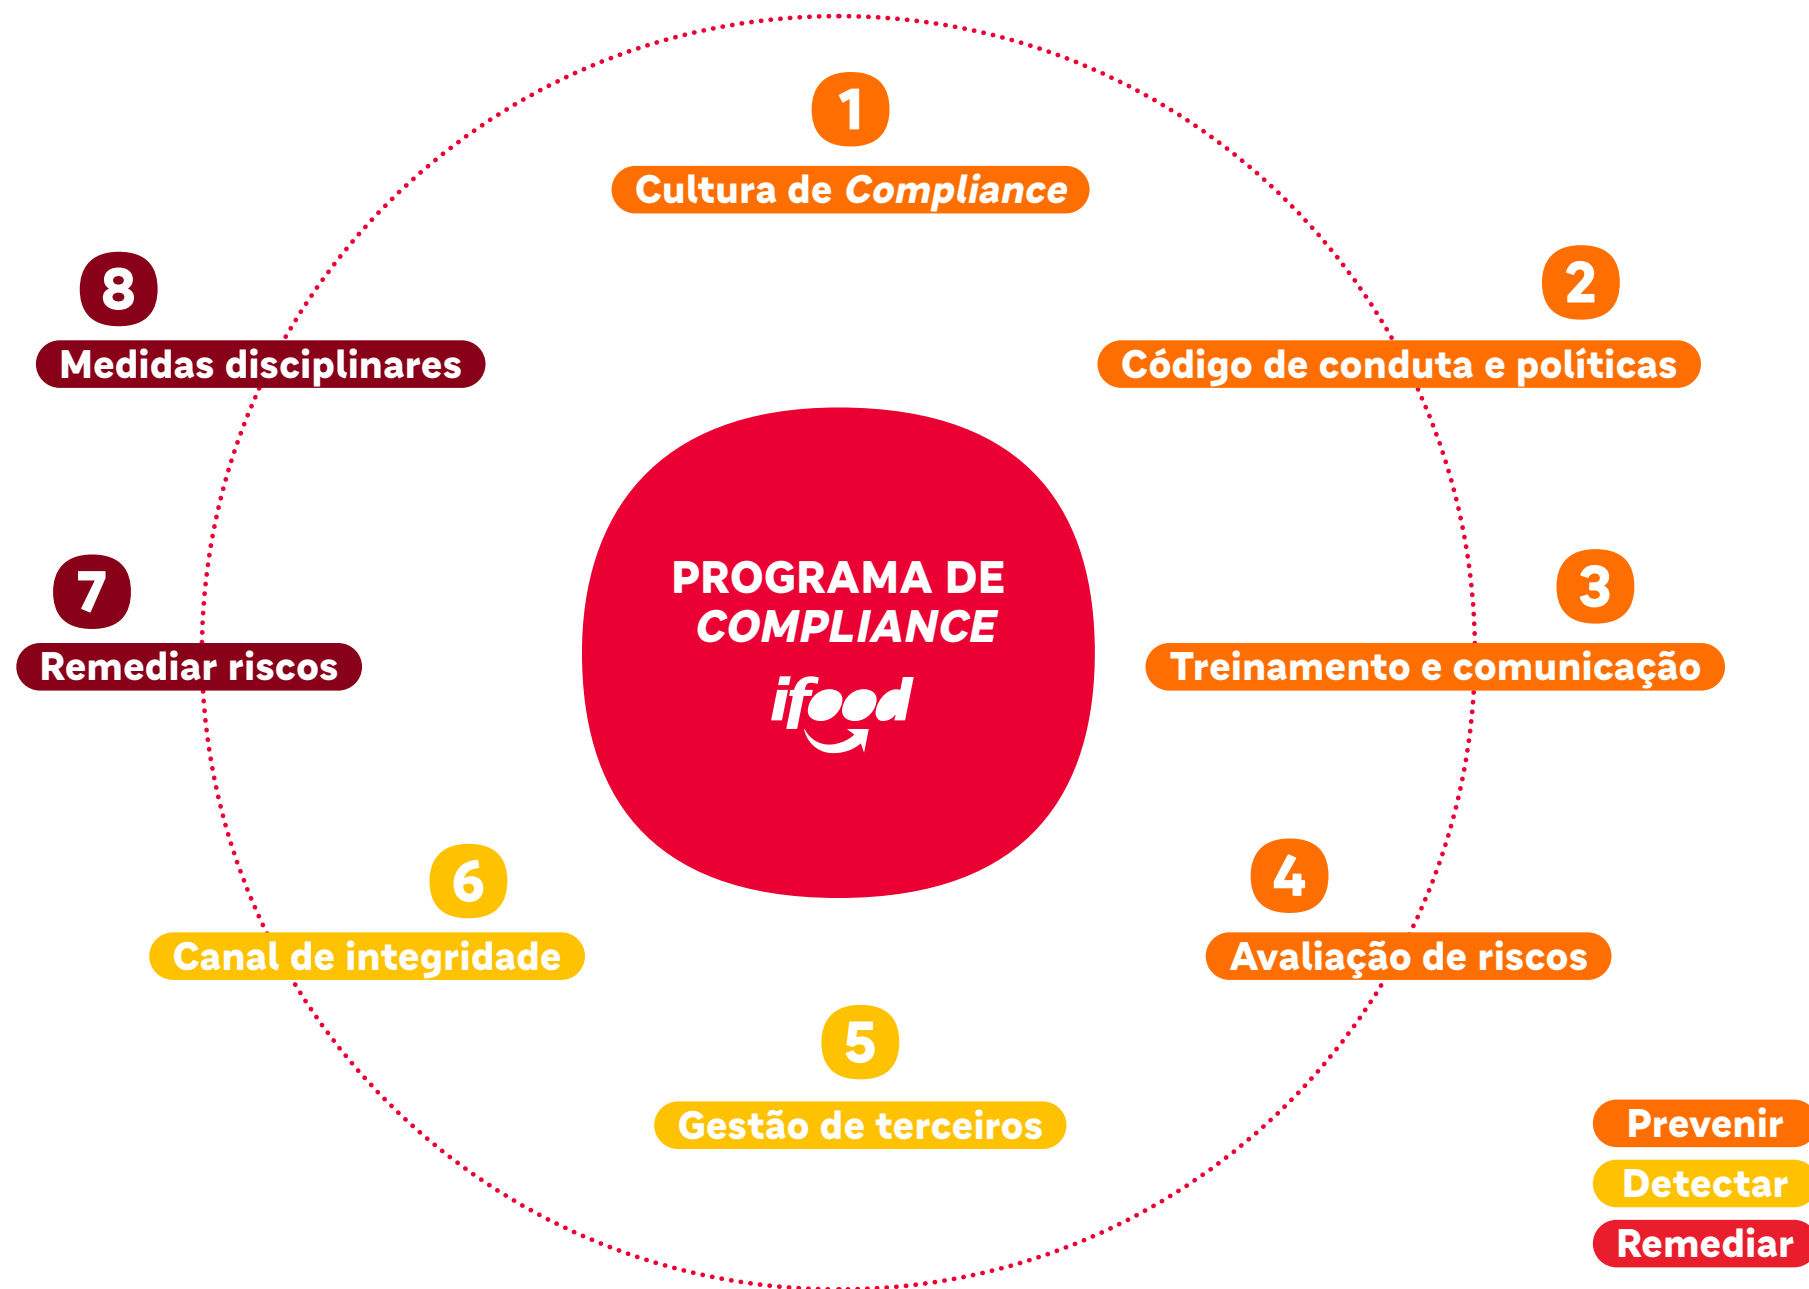 1
Cultura de Compliance
2
Código de conduta e políticas
3
Treinamento e comunicação
4
Avaliação de riscos
5
Gestão de terceiros
6
Canal de integridade
7
Remediar riscos
8
Medidas disciplinares
PROGRAMA DE
COMPLIANCE
ifood
Prevenir
Detectar
Remediar